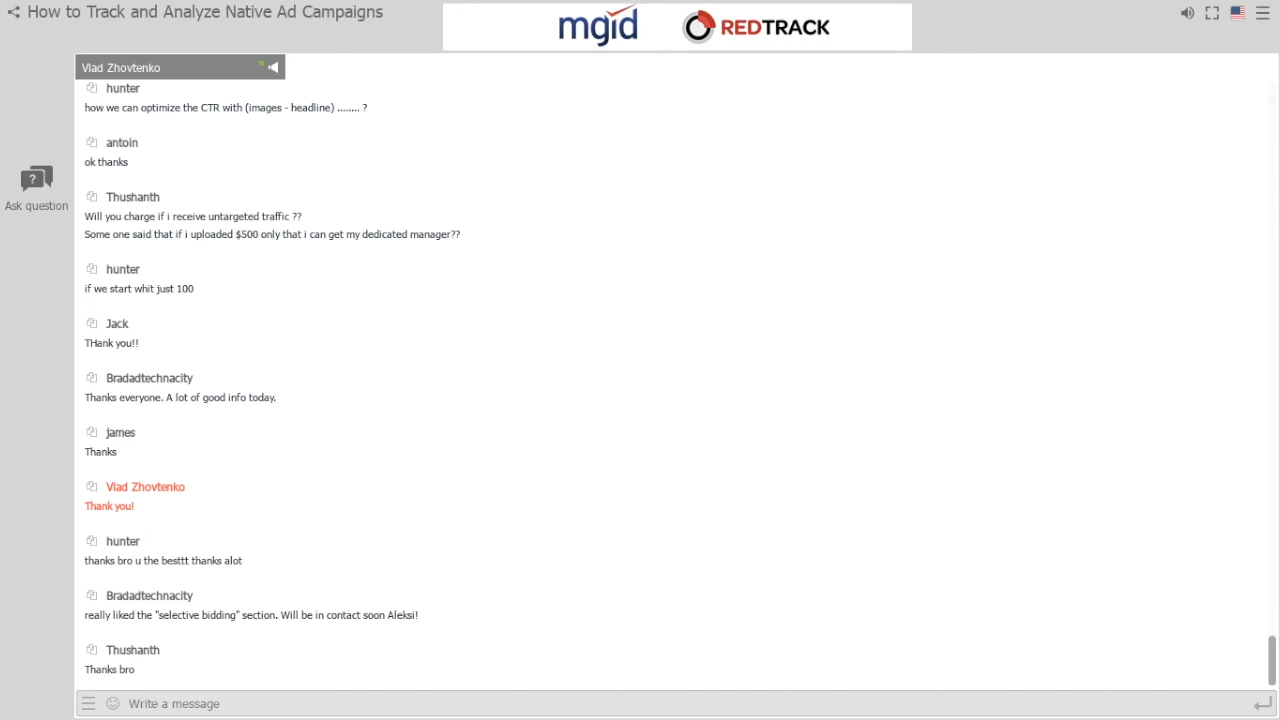 How to Track and Analyze Native Ad Campaigns
mgid
REDTRACK
Vlad Zhovtenko
hunter
how we can optimize the CTR with (images - headline) ........ ?
antoin
ok thanks
Ask question
Thushanth
Will you charge if i receive untargeted traffic ??
Some one said that if i uploaded $500 only that i can get my dedicated manager??
hunter
if we start whit just 100
Jack
THank you!!
Bradadtechnacity
Thanks everyone. A lot of good info today.
james
Thanks
Vlad Zhovtenko
Thank you!
hunter
thanks bro u the besttt thanks alot
Bradadtechnacity
really liked the "selective bidding" section. Will be in contact soon Aleksi!
Thushanth
Thanks bro
Write a message